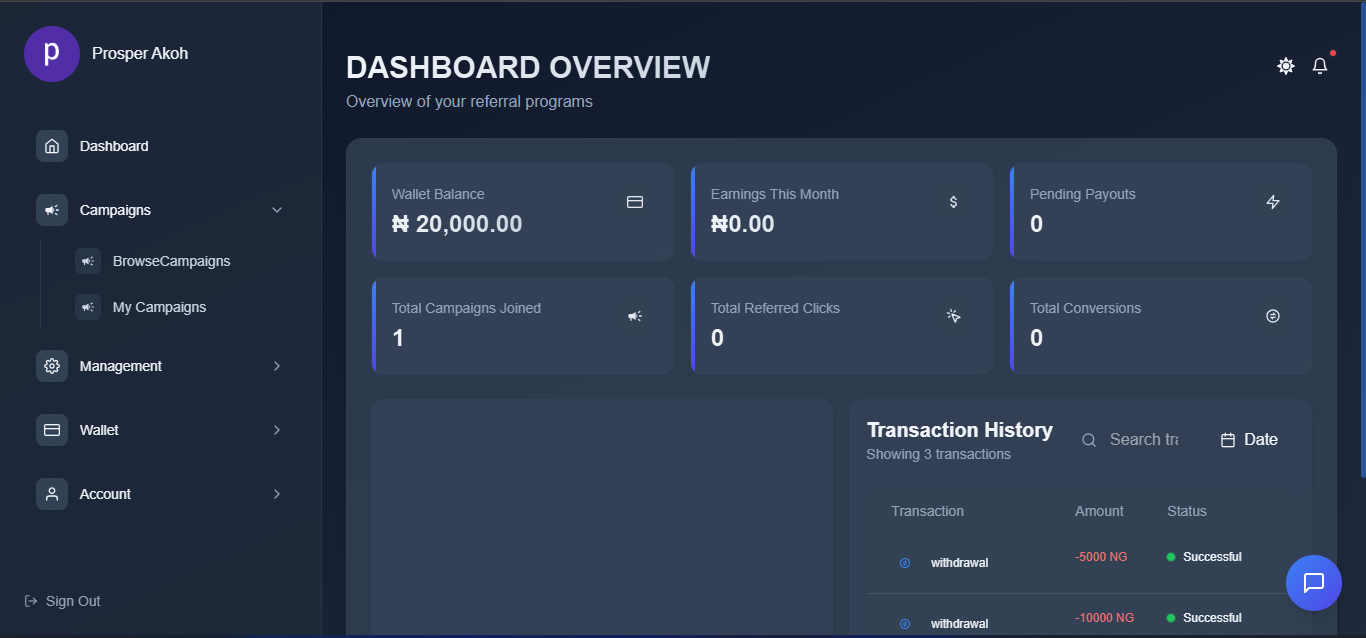 p
Prosper Akoh
Dashboard
Campaigns
BrowseCampaigns
My Campaigns
Management
Wallet
Account
Sign Out
DASHBOARD OVERVIEW
Overview of your referral programs
Wallet Balance
₦ 20,000.00
Earnings This Month
$
₦0.00
Pending Payouts
0
Total Campaigns Joined
1
Total Referred Clicks
0
Total Conversions
0
Transaction History
Showing 3 transactions
Search tra
Date
Transaction Amount Status
withdrawal -5000 NG Successful
withdrawal -10000 NG Successful